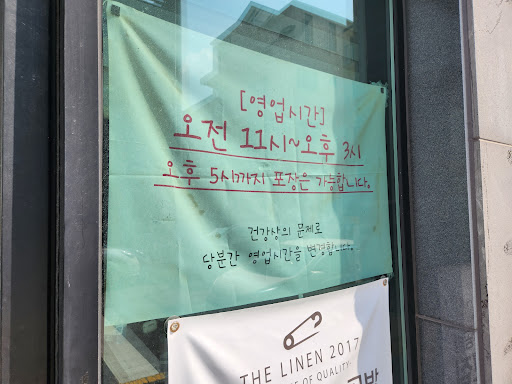 [영업시간]
오전 11시~오후 3시
오후 5시까지 포장은 가능합니다.
건강상의 문제로
당분간 영업시간을 변경합니다.
THE LINEN 2017
OF QUALITY